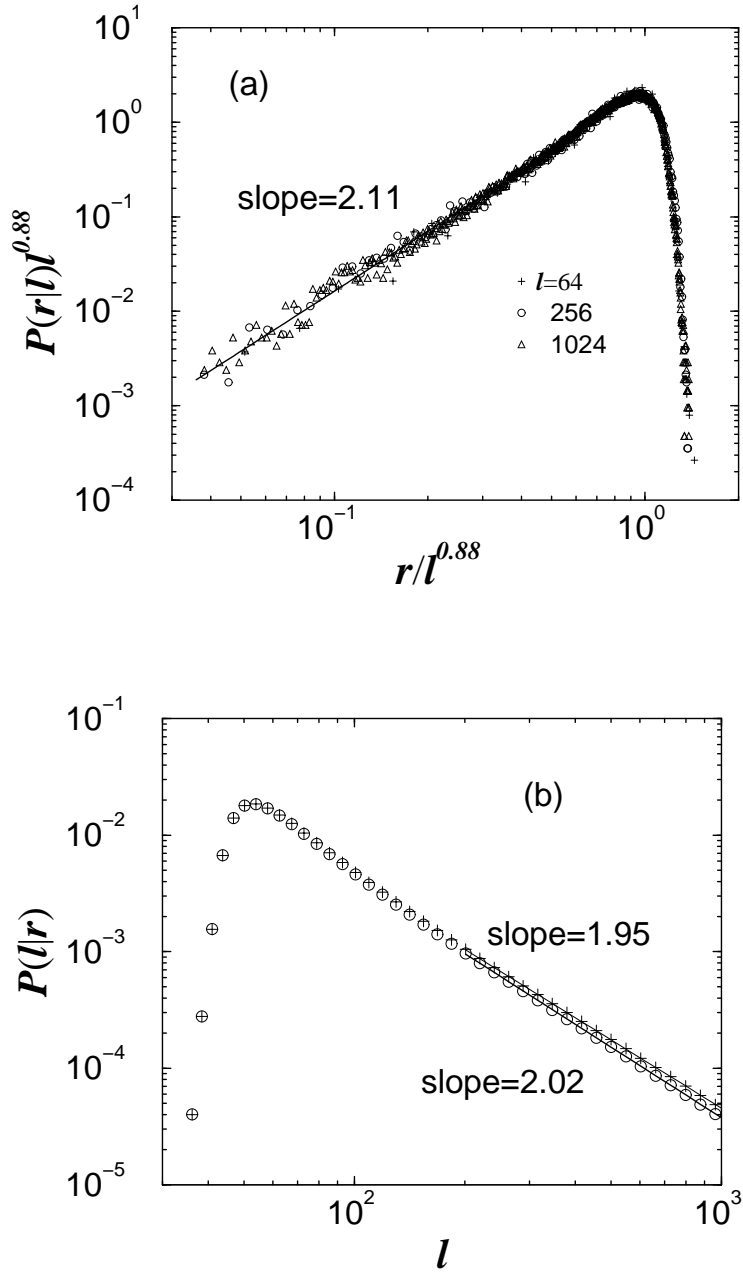 10^1
(a)
10^0
slope=2.11
10^−1
P(r|l)l^0.88
+ l=64
10^−2
○ 256
△ 1024
10^−3
10^−4
10^−1 10^0
r/l^0.88
10^−1
(b)
10^−2
P(l|r)
slope=1.95
10^−3
slope=2.02
10^−4
10^−5
10^2 10^3
l